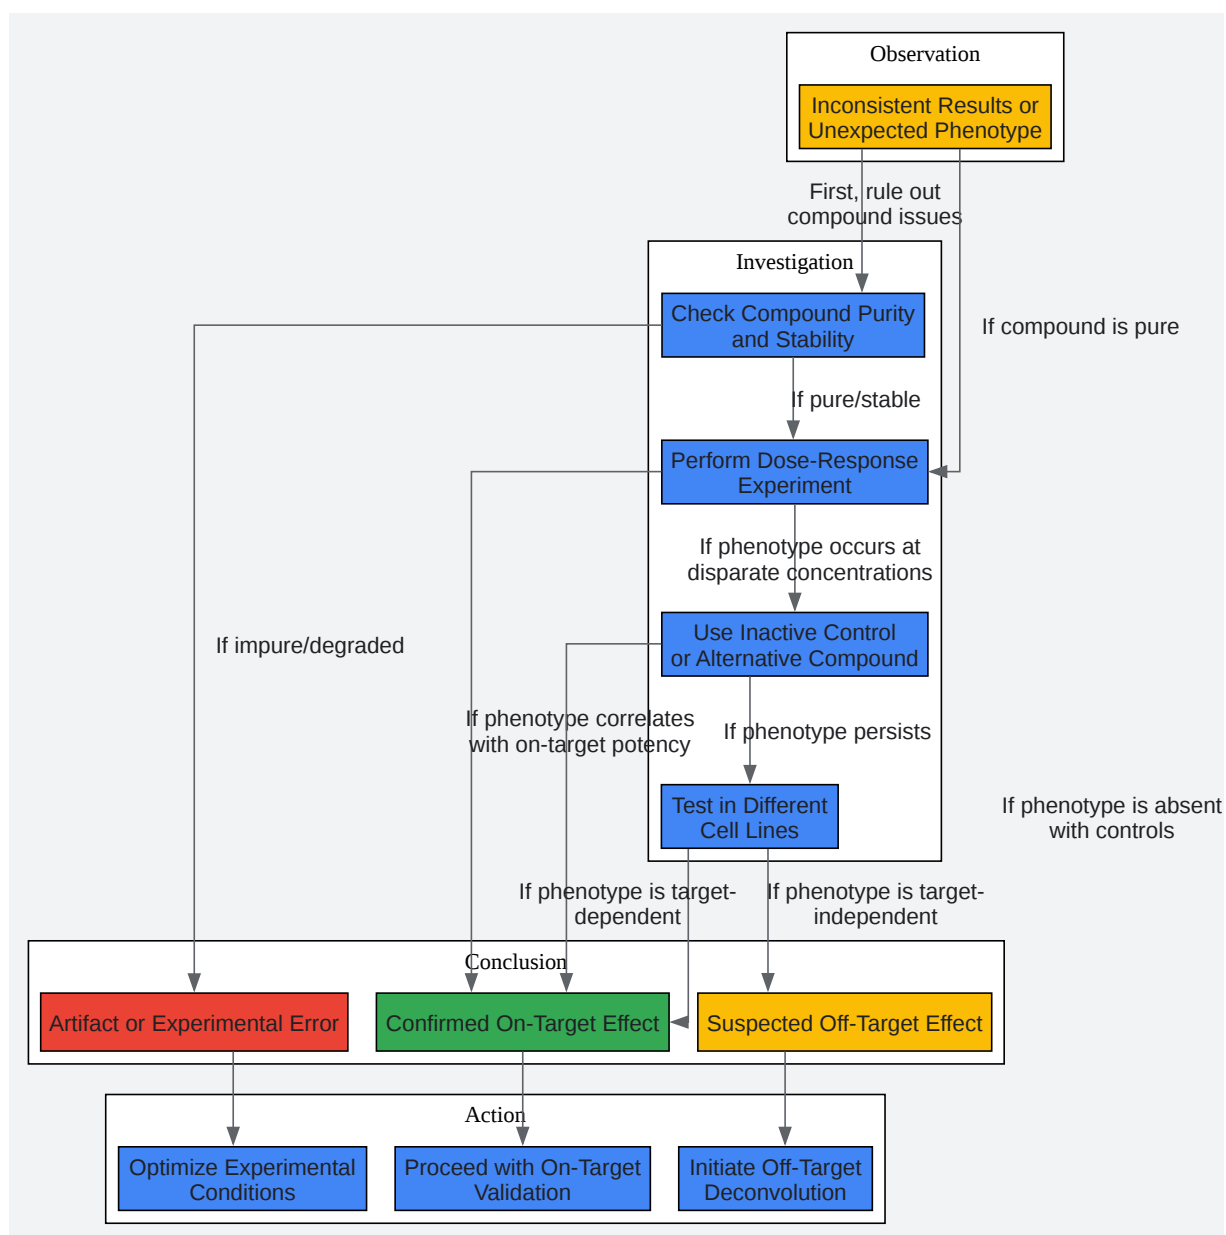 Observation
Inconsistent Results or
Unexpected Phenotype
First, rule out
compound issues
Investigation
Check Compound Purity
and Stability
If compound is pure
If pure/stable
Perform Dose-Response
Experiment
If phenotype occurs at
disparate concentrations
Use Inactive Control
or Alternative Compound
If impure/degraded
If phenotype correlates
with on-target potency
If phenotype persists
Test in Different
Cell Lines
If phenotype is absent
with controls
If phenotype is target-
dependent
If phenotype is target-
independent
Conclusion
Artifact or Experimental Error
Confirmed On-Target Effect
Suspected Off-Target Effect
Action
Optimize Experimental
Conditions
Proceed with On-Target
Validation
Initiate Off-Target
Deconvolution